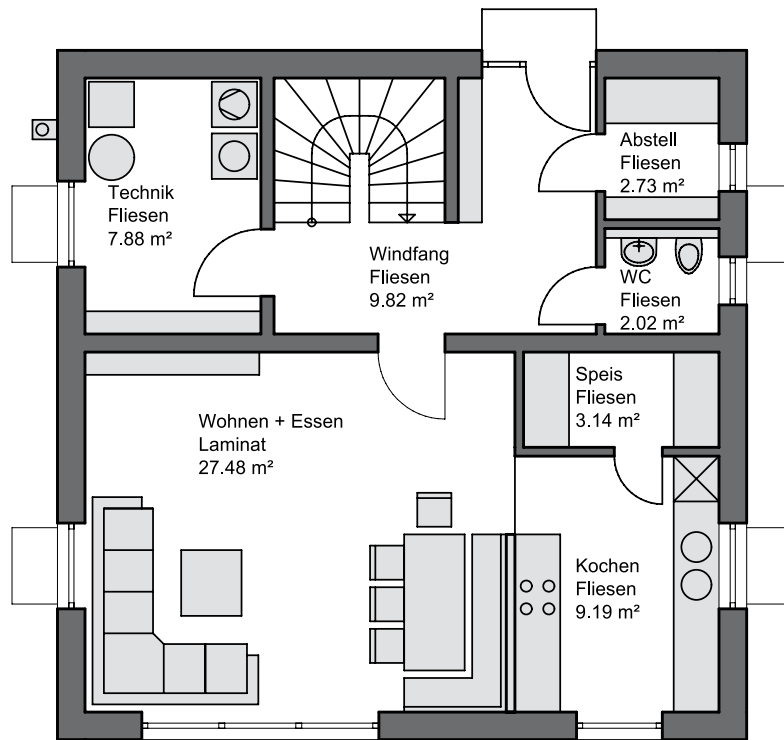 Abstell
Fliesen
2.73 m²
Technik
Fliesen
7.88 m²
Windfang
Fliesen
9.82 m²
WC
Fliesen
2.02 m²
Speis
Fliesen
3.14 m²
Wohnen + Essen
Laminat
27.48 m²
Kochen
Fliesen
9.19 m²